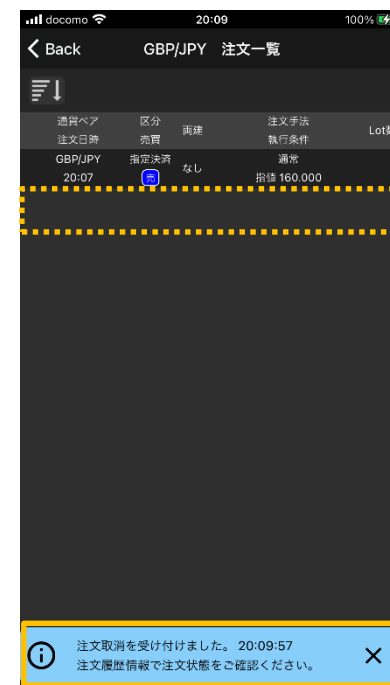 docomo 20:09 100%
Back GBP/JPY 注文一覧
通貨ペア 区分 両建 注文手法 Lot数
注文日時 売買 執行条件
GBP/JPY 指定決済 なし 通常
20:07 売 指値 160.000
注文取消を受け付けました。 20:09:57
注文履歴情報で注文状態をご確認ください。